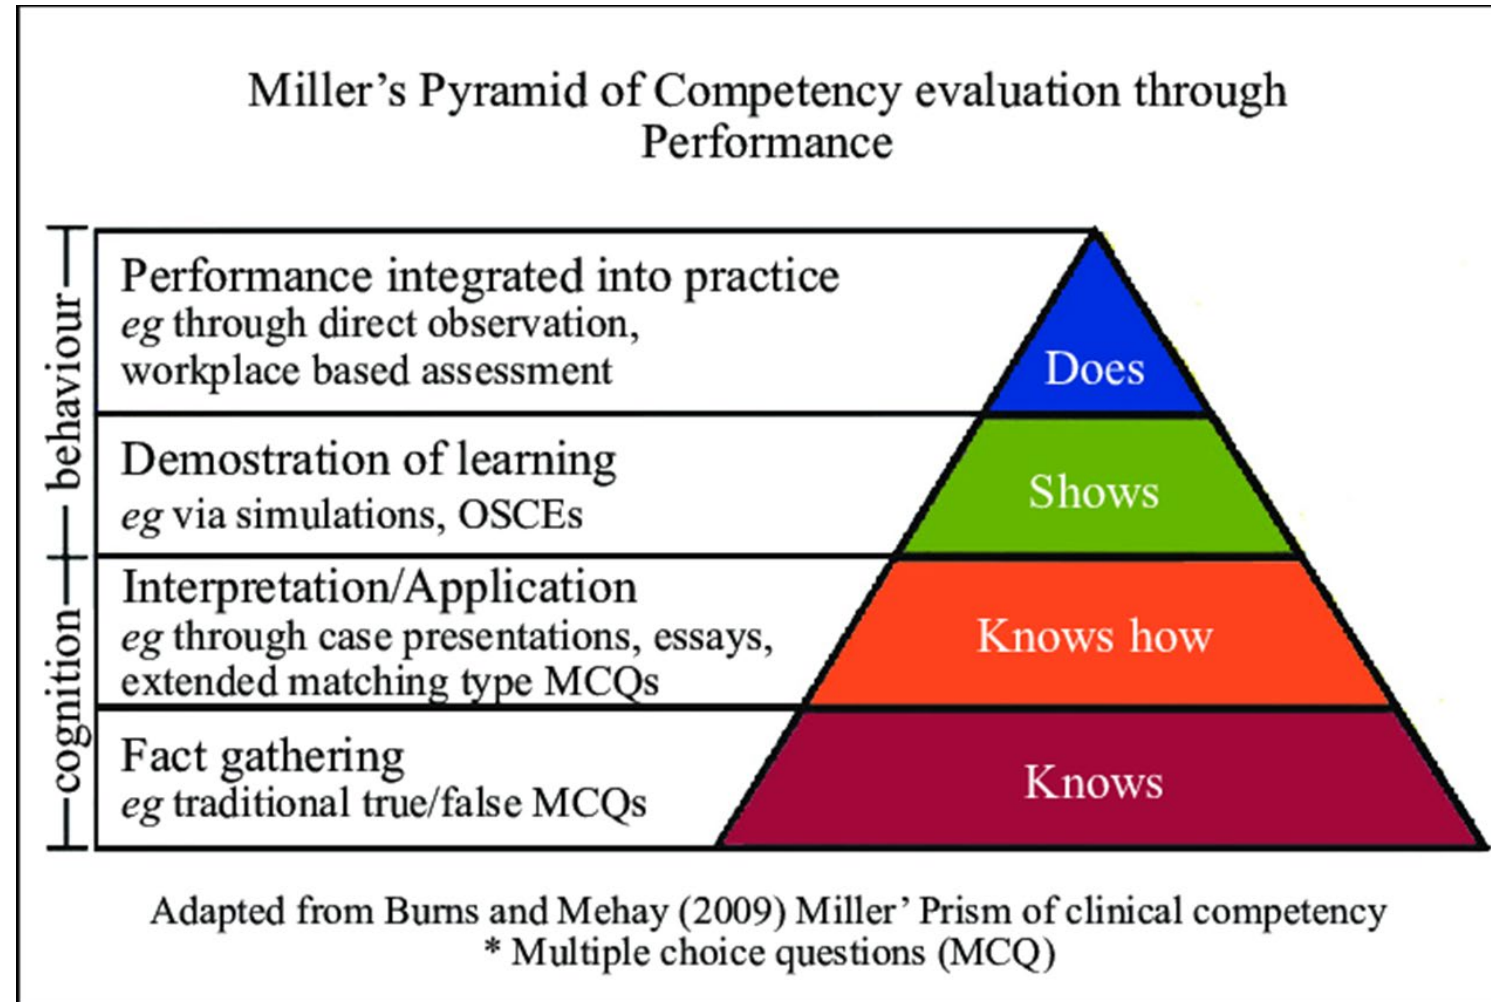 Miller’s Pyramid of Competency evaluation through
Performance
behaviour
cognition
Performance integrated into practice
eg through direct observation,
workplace based assessment
Does
Demostration of learning
eg via simulations, OSCEs
Shows
Interpretation/Application
eg through case presentations, essays,
extended matching type MCQs
Knows how
Fact gathering
eg traditional true/false MCQs
Knows
Adapted from Burns and Mehay (2009) Miller’ Prism of clinical competency
* Multiple choice questions (MCQ)